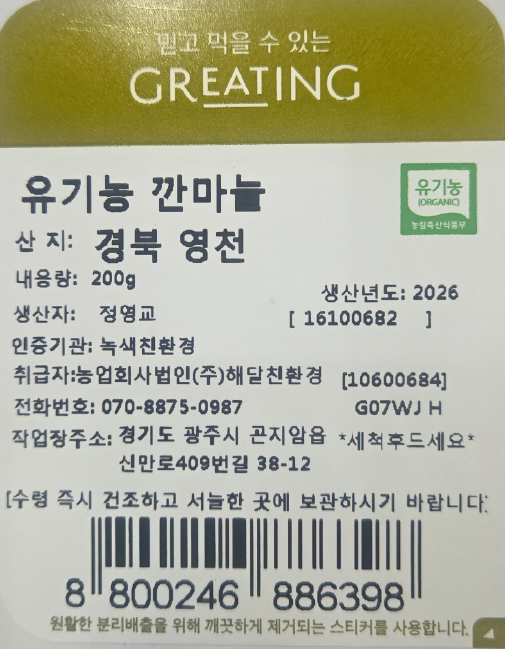 믿고 먹을 수 있는
GREATING
유기농 깐마늘
유기농
(ORGANIC)
농림축산식품부
산 지: 경북 영천
내용량: 200g
생산년도: 2026
생산자: 정영교 [ 16100682 ]
인증기관: 녹색친환경
취급자:농업회사법인(주)해달친환경 [10600684]
전화번호: 070-8875-0987 G07WJ H
작업장주소: 경기도 광주시 곤지암읍 *세척후드세요*
신만로409번길 38-12
[수령 즉시 건조하고 서늘한 곳에 보관하시기 바랍니다.
8 800246 886398
원활한 분리배출을 위해 깨끗하게 제거되는 스티커를 사용합니다.